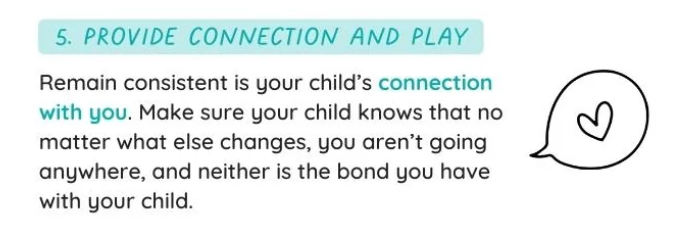 5. PROVIDE CONNECTION AND PLAY
Remain consistent is your child's connection
with you. Make sure your child knows that no
matter what else changes, you aren't going
anywhere, and neither is the bond you have
with your child.